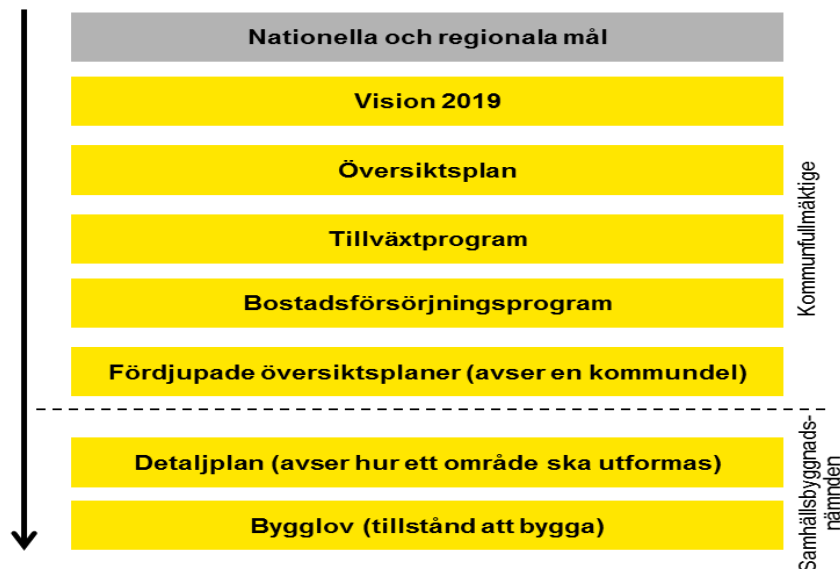 Nationella och regionala mål
Vision 2019
Översiktsplan
Tillväxtprogram
Bostadsförsörjningsprogram
Fördjupade översiktsplaner (avser en kommundel)
Kommunfullmäktige
Detaljplan (avser hur ett område ska utformas)
Bygglov (tillstånd att bygga)
Samhällsbyggnads-
nämnden